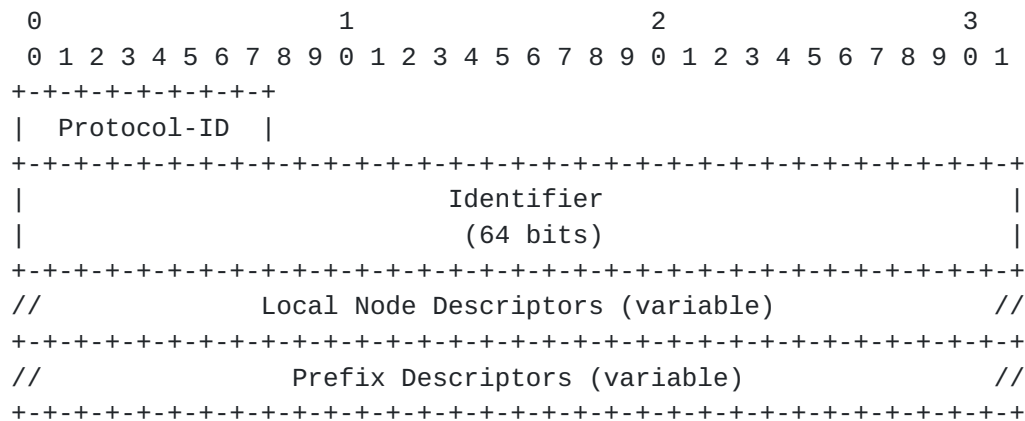 0                   1                   2                   3
 0 1 2 3 4 5 6 7 8 9 0 1 2 3 4 5 6 7 8 9 0 1 2 3 4 5 6 7 8 9 0 1
+-+-+-+-+-+-+-+-+
|  Protocol-ID  |
+-+-+-+-+-+-+-+-+-+-+-+-+-+-+-+-+-+-+-+-+-+-+-+-+-+-+-+-+-+-+-+-+
|                           Identifier                          |
|                            (64 bits)                          |
+-+-+-+-+-+-+-+-+-+-+-+-+-+-+-+-+-+-+-+-+-+-+-+-+-+-+-+-+-+-+-+-+
//              Local Node Descriptors (variable)              //
+-+-+-+-+-+-+-+-+-+-+-+-+-+-+-+-+-+-+-+-+-+-+-+-+-+-+-+-+-+-+-+-+
//                Prefix Descriptors (variable)                //
+-+-+-+-+-+-+-+-+-+-+-+-+-+-+-+-+-+-+-+-+-+-+-+-+-+-+-+-+-+-+-+-+